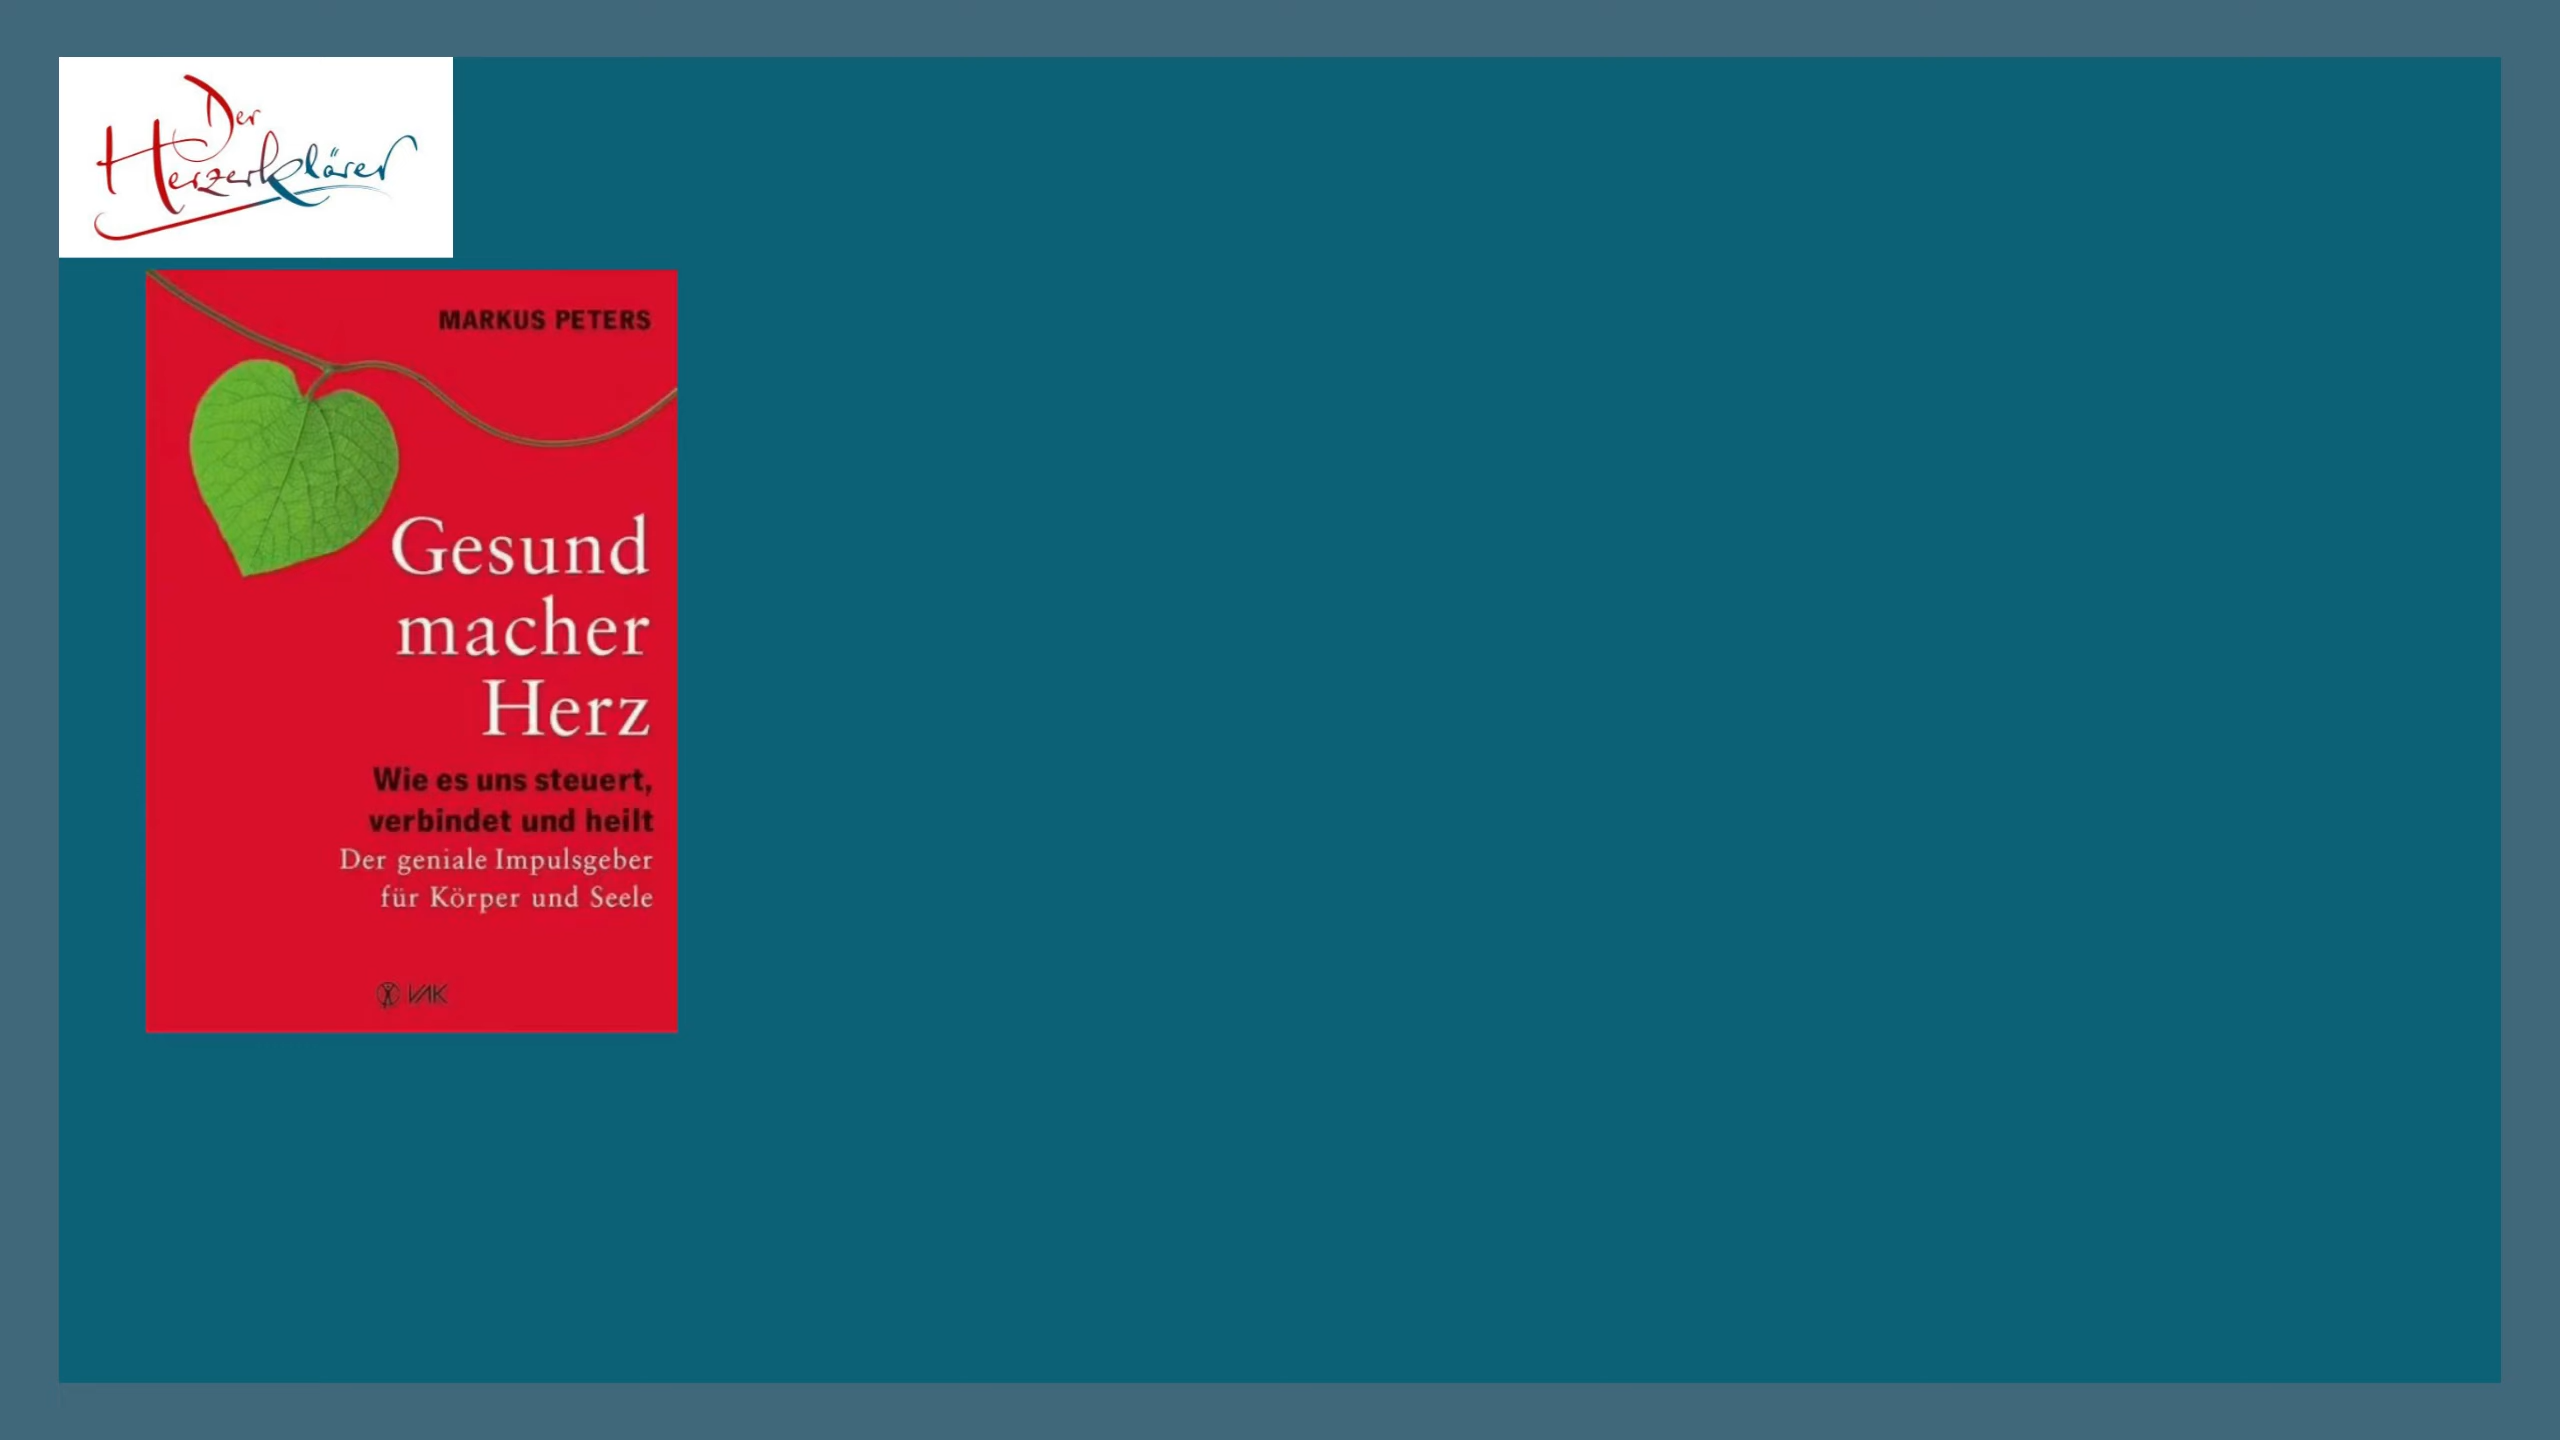 Der
Herzerklärer
MARKUS PETERS
Gesund
macher
Herz
Wie es uns steuert,
verbindet und heilt
Der geniale Impulsgeber
für Körper und Seele
VAK